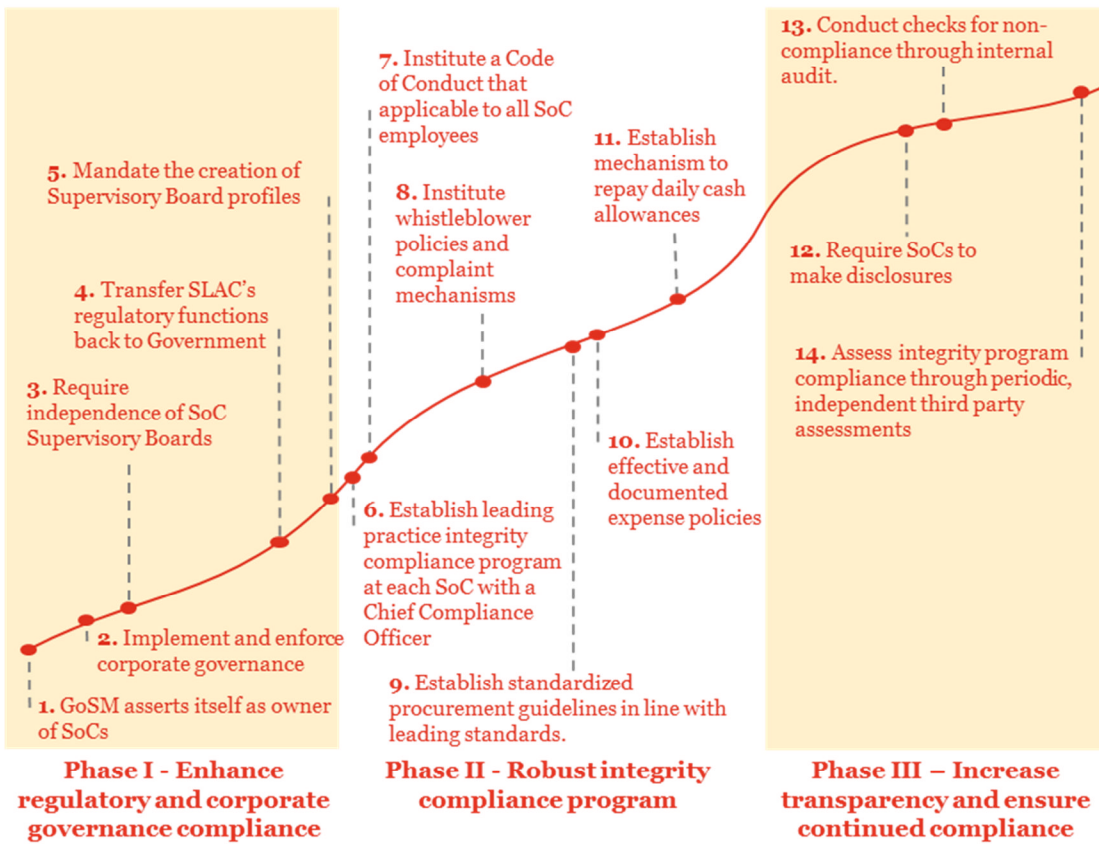 1. GoSM asserts itself as owner
of SoCs
2. Implement and enforce
corporate governance
3. Require
independence of SoC
Supervisory Boards
4. Transfer SLAC’s
regulatory functions
back to Government
5. Mandate the creation of
Supervisory Board profiles
Phase I - Enhance
regulatory and corporate
governance compliance
6. Establish leading
practice integrity
compliance program
at each SoC with a
Chief Compliance
Officer
7. Institute a Code
of Conduct that
applicable to all SoC
employees
8. Institute
whistleblower
policies and
complaint
mechanisms
9. Establish standardized
procurement guidelines in line with
leading standards.
10. Establish
effective and
documented
expense policies
11. Establish
mechanism to
repay daily cash
allowances
Phase II - Robust integrity
compliance program
12. Require SoCs to
make disclosures
13. Conduct checks for non-
compliance through internal
audit.
14. Assess integrity program
compliance through periodic,
independent third party
assessments
Phase III – Increase
transparency and ensure
continued compliance